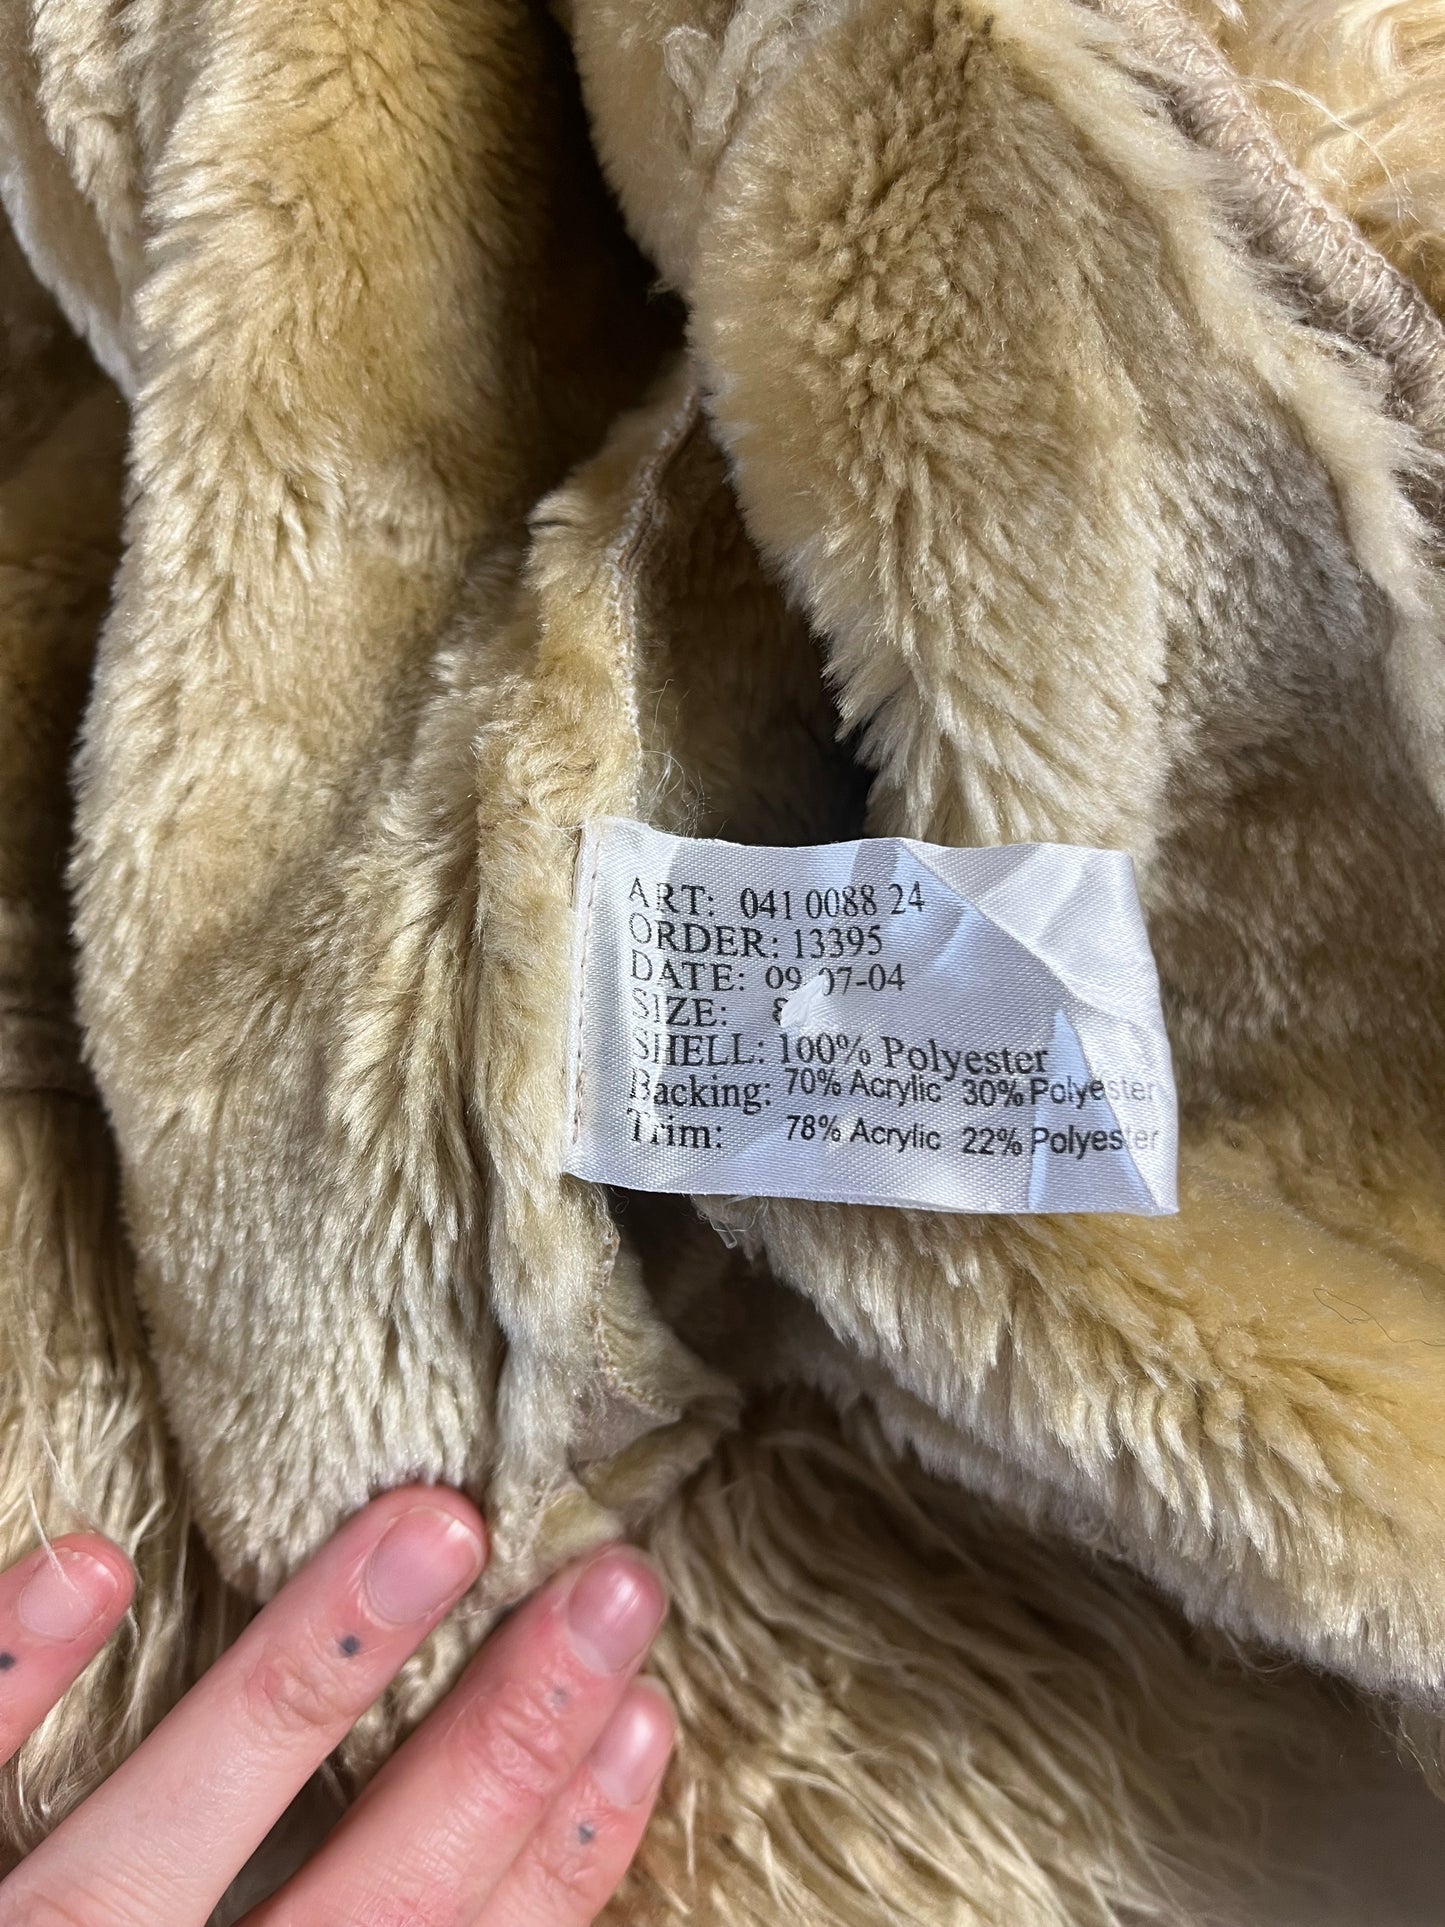 ART: 041 0088 24
ORDER: 13395
DATE: 09-07-04
SIZE:
SHELL: 100% Polyester
Backing: 70% Acrylic 30% Polyester
Trim: 78% Acrylic 22% Polyester